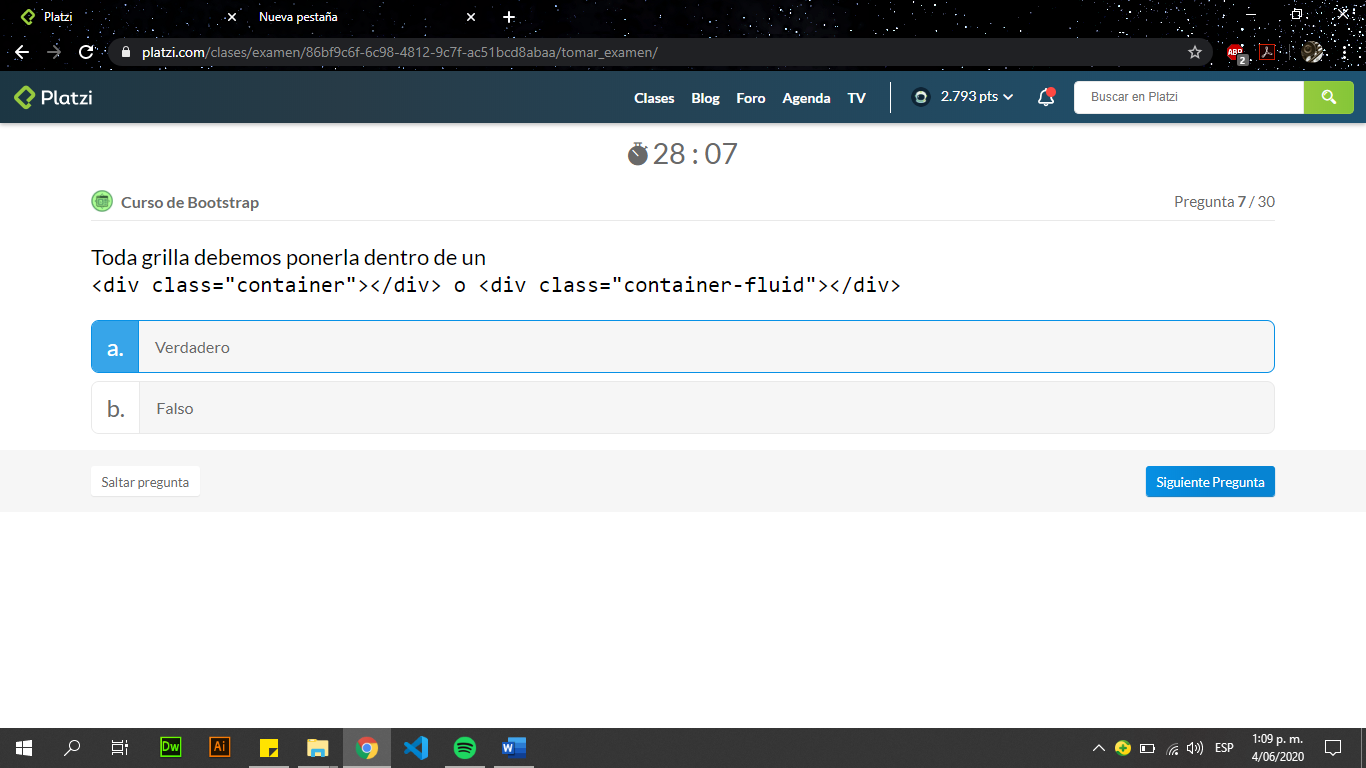 Platzi
Nueva pestaña
platzi.com/clases/examen/86bf9c6f-6c98-4812-9c7f-ac51bcd8abaa/tomar_examen/
ABP
2
Platzi
Clases Blog Foro Agenda TV
2.793 pts
Buscar en Platzi
28 : 07
Curso de Bootstrap
Pregunta 7 / 30
Toda grilla debemos ponerla dentro de un
<div class="container"></div> o <div class="container-fluid"></div>
a. Verdadero
b. Falso
Saltar pregunta
Siguiente Pregunta
Dw
Ai
W
ESP
1:09 p. m.
4/06/2020